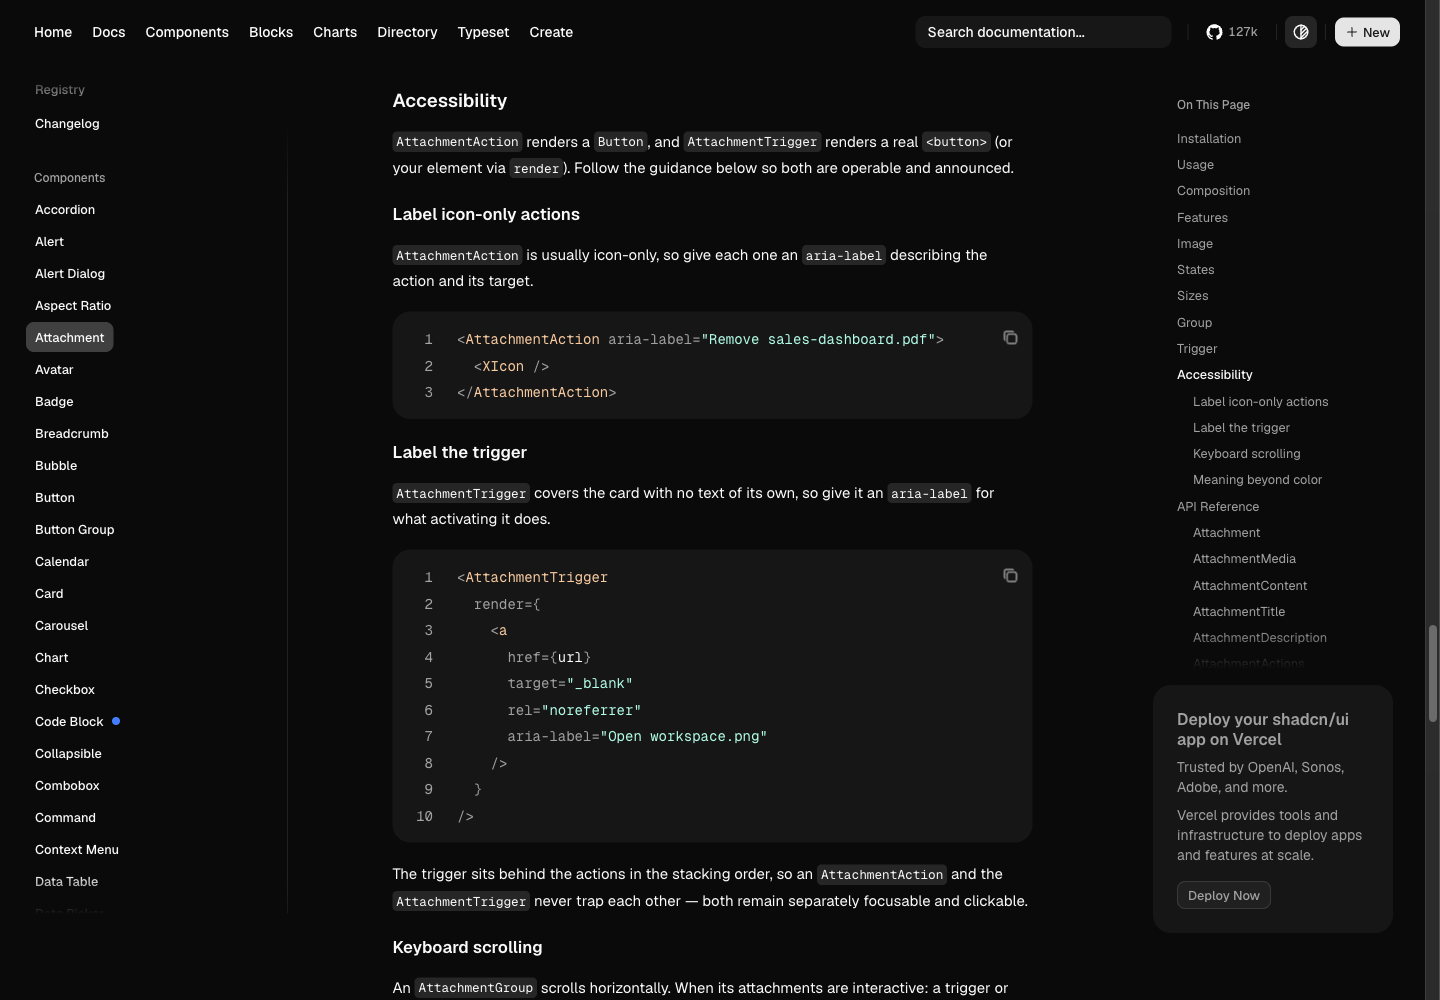 Home Docs Components Blocks Charts Directory Typeset Create
Search documentation...
127k
New
Registry
Changelog
Components
Accordion
Alert
Alert Dialog
Aspect Ratio
Attachment
Avatar
Badge
Breadcrumb
Bubble
Button
Button Group
Calendar
Card
Carousel
Chart
Checkbox
Code Block
Collapsible
Combobox
Command
Context Menu
Data Table
Date Picker
Accessibility
AttachmentAction renders a Button, and AttachmentTrigger renders a real <button> (or
your element via render). Follow the guidance below so both are operable and announced.
Label icon-only actions
AttachmentAction is usually icon-only, so give each one an aria-label describing the
action and its target.
1 <AttachmentAction aria-label="Remove sales-dashboard.pdf">
2 <XIcon />
3 </AttachmentAction>
Label the trigger
AttachmentTrigger covers the card with no text of its own, so give it an aria-label for
what activating it does.
1 <AttachmentTrigger
2 render={
3 <a
4 href={url}
5 target="_blank"
6 rel="noreferrer"
7 aria-label="Open workspace.png"
8 />
9 }
10 />
The trigger sits behind the actions in the stacking order, so an AttachmentAction and the
AttachmentTrigger never trap each other — both remain separately focusable and clickable.
Keyboard scrolling
An AttachmentGroup scrolls horizontally. When its attachments are interactive: a trigger or
On This Page
Installation
Usage
Composition
Features
Image
States
Sizes
Group
Trigger
Accessibility
Label icon-only actions
Label the trigger
Keyboard scrolling
Meaning beyond color
API Reference
Attachment
AttachmentMedia
AttachmentContent
AttachmentTitle
AttachmentDescription
AttachmentActions
Deploy your shadcn/ui
app on Vercel
Trusted by OpenAI, Sonos,
Adobe, and more.
Vercel provides tools and
infrastructure to deploy apps
and features at scale.
Deploy Now